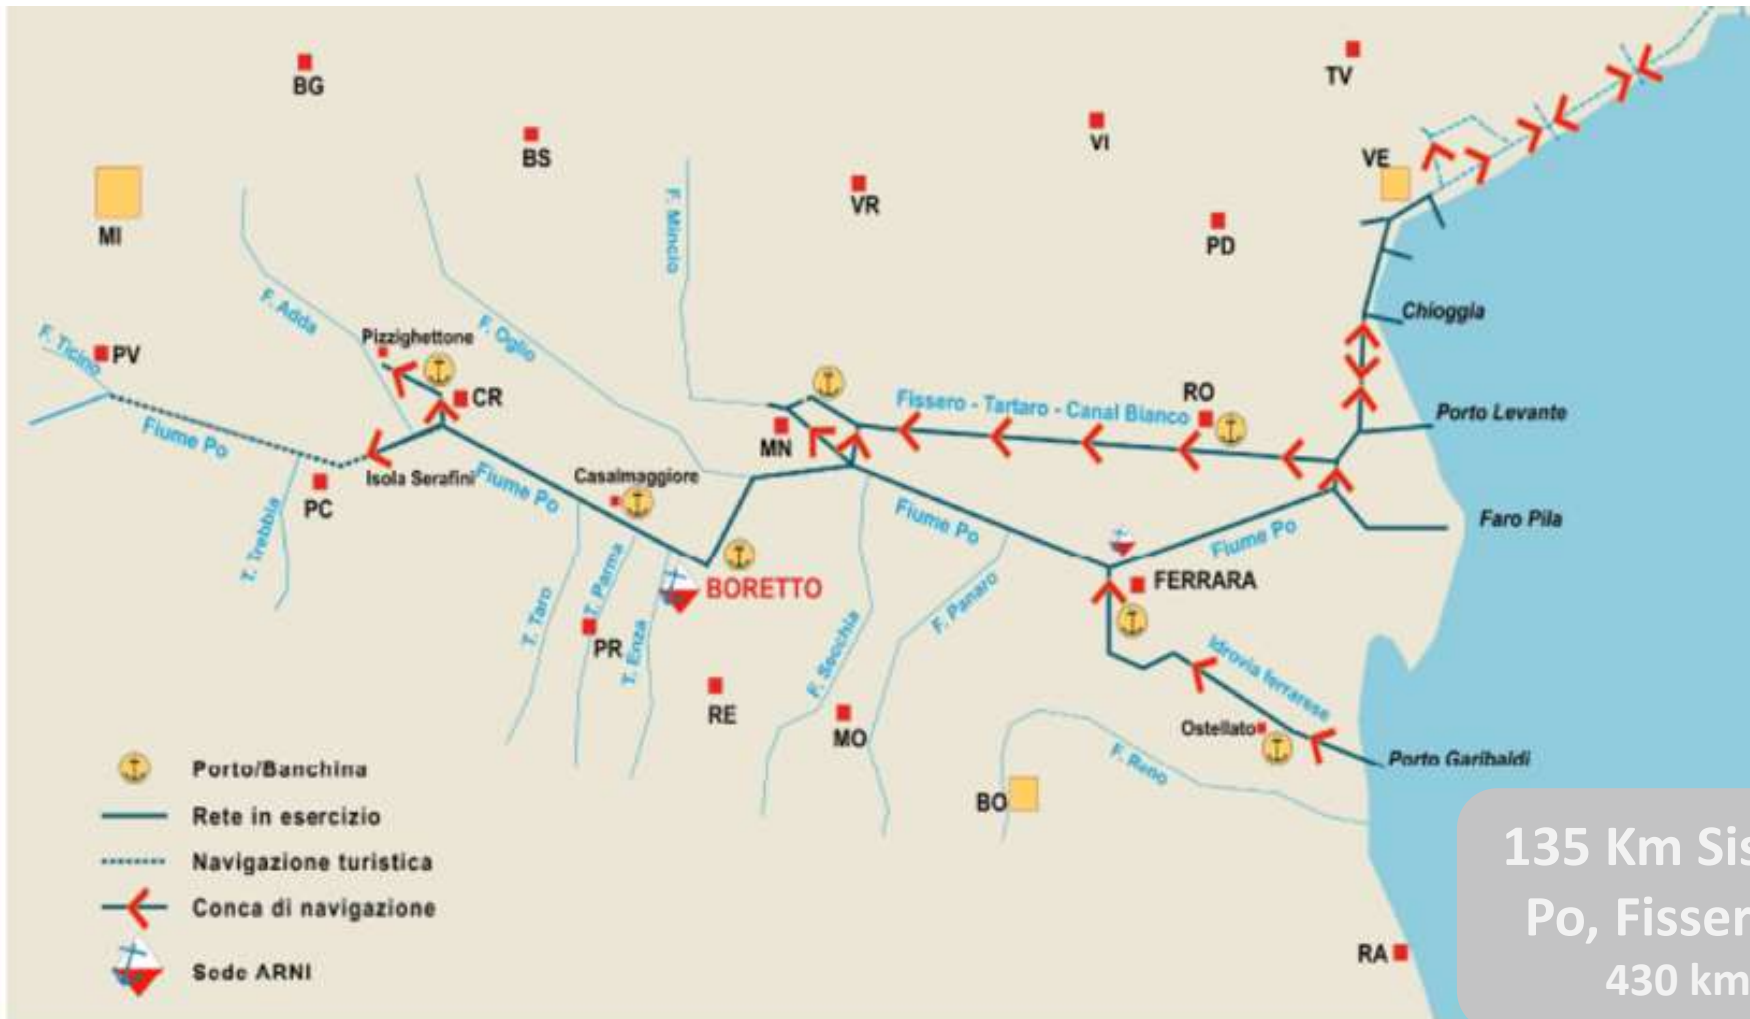 BG
BS
MI
TV
VI
VE
VR
PD
F. Mincio
F. Adda
F. Oglio
F. Ticino
PV
Pizzighettone
CR
Chioggia
Fiume Po
Isola Serafini
PC
T. Trebbia
Fiume Po
Casalmaggiore
MN
Fissero - Tartaro - Canal Bianco
RO
Porto Levante
Faro Pila
Fiume Po
Fiume Po
FERRARA
BORETTO
T. Taro
T. Parma
PR
T. Enza
RE
F. Secchia
MO
F. Panaro
Idrovia ferrarese
Ostellato
Porto Garibaldi
F. Reno
BO
RA
Porto/Banchina
Rete in esercizio
Navigazione turistica
Conca di navigazione
Sede ARNI
135 Km Sis
Po, Fisser
430 km